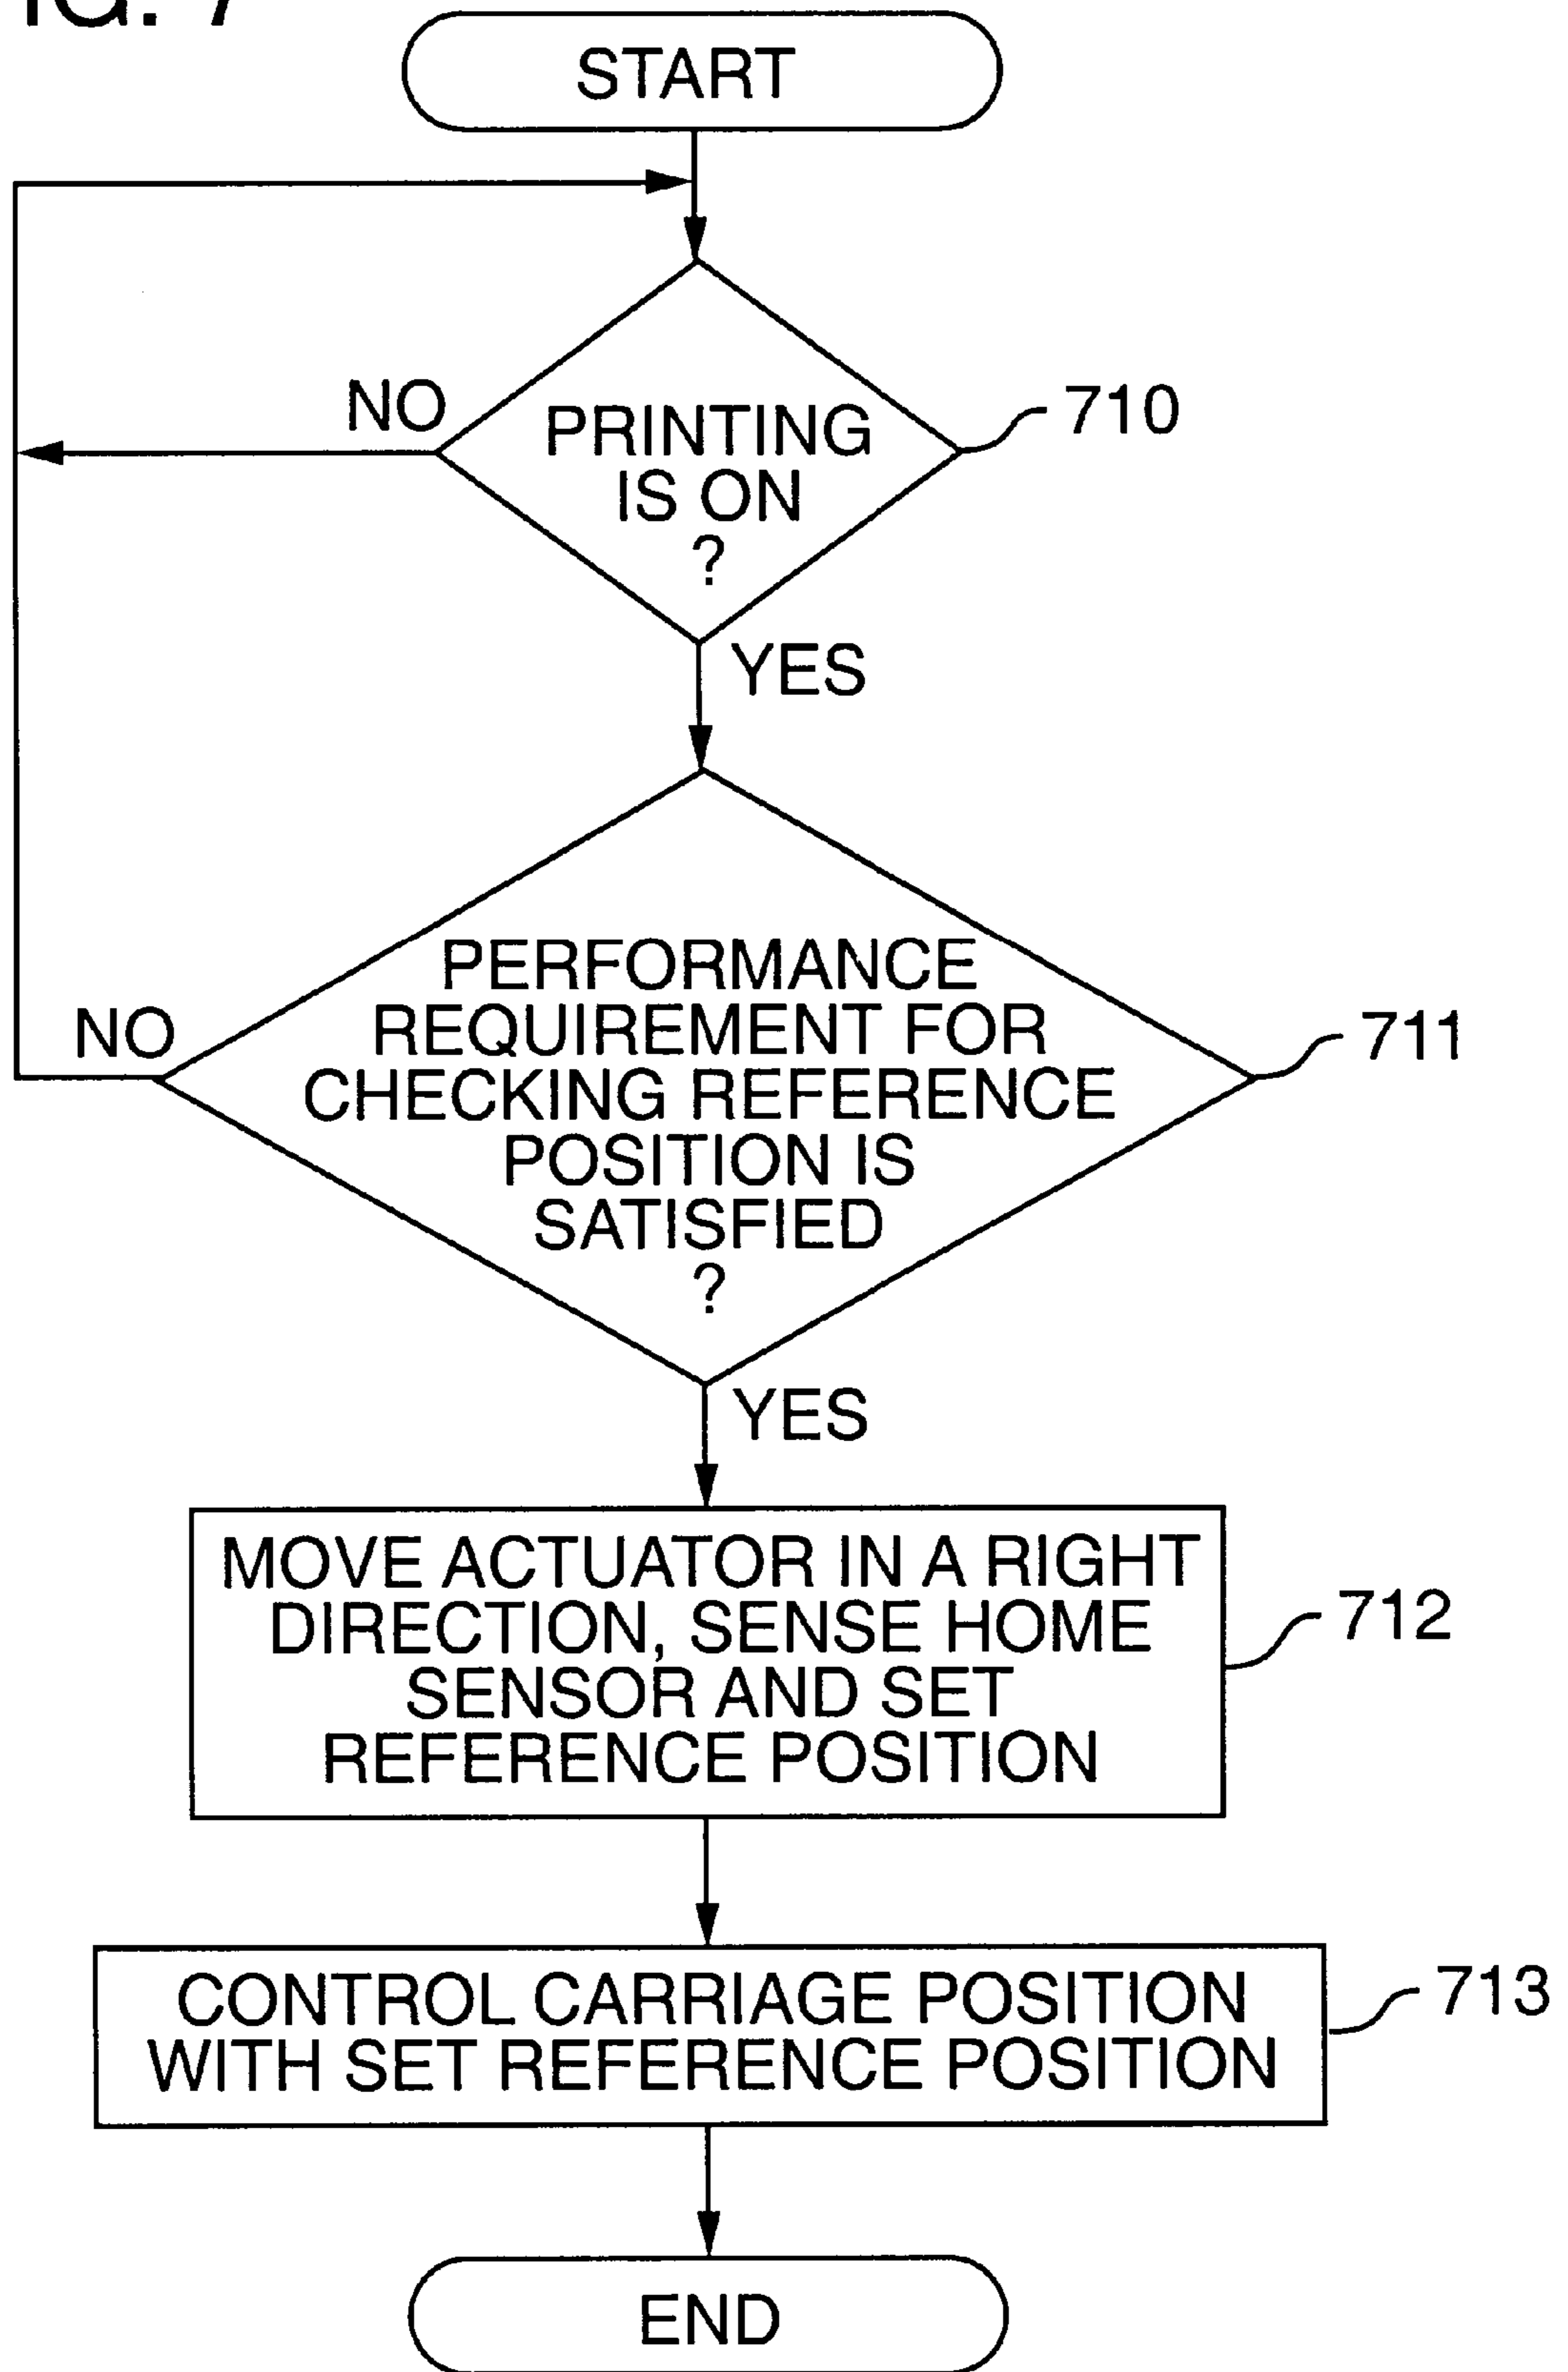 FIG. 7
START
NO
PRINTING
IS ON
?
710
YES
PERFORMANCE
REQUIREMENT FOR
CHECKING REFERENCE
POSITION IS
SATISFIED
?
NO
711
YES
MOVE ACTUATOR IN A RIGHT
DIRECTION, SENSE HOME
SENSOR AND SET
REFERENCE POSITION
712
CONTROL CARRIAGE POSITION
WITH SET REFERENCE POSITION
713
END